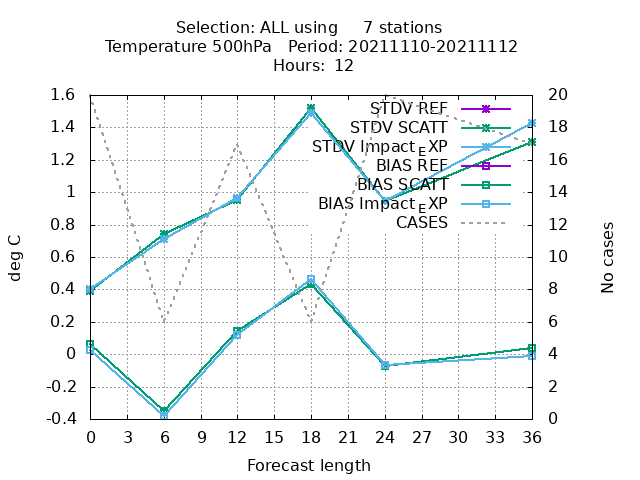 Selection: ALL using 7 stations
Temperature 500hPa Period: 20211110-20211112
Hours: 12
STDV REF
STDV SCATT
STDV Impact_EXP
BIAS REF
BIAS SCATT
BIAS Impact_EXP
CASES
deg C
1.6
1.4
1.2
1
0.8
0.6
0.4
0.2
0
-0.2
-0.4
20
18
16
14
12
10
8
6
4
2
0
No cases
0 3 6 9 12 15 18 21 24 27 30 33 36
Forecast length